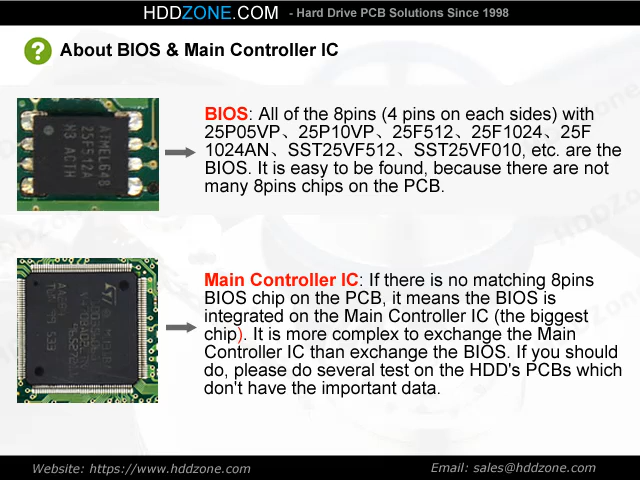 HDDZONE.COM - Hard Drive PCB Solutions Since 1998
? About BIOS & Main Controller IC
ATMEL648
25F512A
N3 ACTH
BIOS: All of the 8pins (4 pins on each sides) with
25P05VP、25P10VP、25F512、25F1024、25F
1024AN、SST25VF512、SST25VF010, etc. are the
BIOS. It is easy to be found, because there are not
many 8pins chips on the PCB.
ST
Main Controller IC: If there is no matching 8pins
BIOS chip on the PCB, it means the BIOS is
integrated on the Main Controller IC (the biggest
chip). It is more complex to exchange the Main
Controller IC than exchange the BIOS. If you should
do, please do several test on the HDD's PCBs which
don't have the important data.
Website: https://www.hddzone.com
Email: sales@hddzone.com